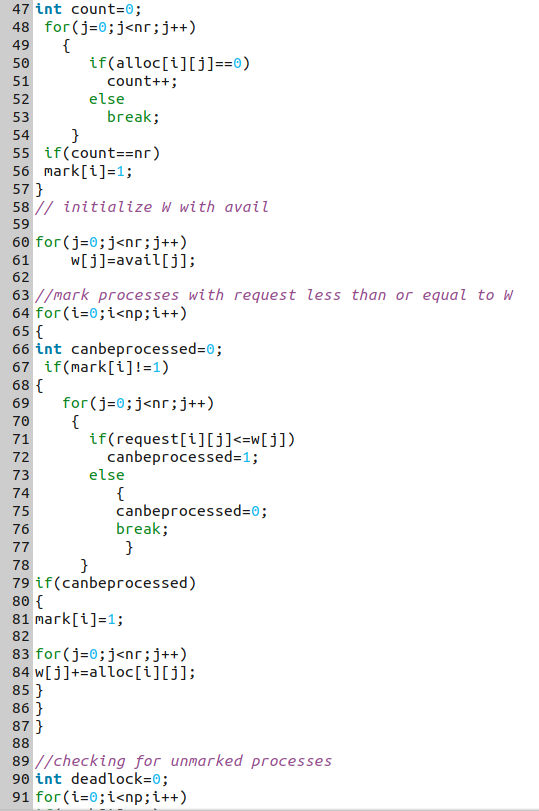 47 int count=0;
48 for(j=0;j<nr;j++)
49 {
50 if(alloc[i][j]==0)
51 count++;
52 else
53 break;
54 }
55 if(count==nr)
56 mark[i]=1;
57 }
58 // initialize W with avail
59
60 for(j=0;j<nr;j++)
61 w[j]=avail[j];
62
63 //mark processes with request less than or equal to W
64 for(i=0;i<np;i++)
65 {
66 int canbeprocessed=0;
67 if(mark[i]!=1)
68 {
69 for(j=0;j<nr;j++)
70 {
71 if(request[i][j]<=w[j])
72 canbeprocessed=1;
73 else
74 {
75 canbeprocessed=0;
76 break;
77 }
78 }
79 if(canbeprocessed)
80 {
81 mark[i]=1;
82
83 for(j=0;j<nr;j++)
84 w[j]+=alloc[i][j];
85 }
86 }
87 }
88
89 //checking for unmarked processes
90 int deadlock=0;
91 for(i=0;i<np;i++)